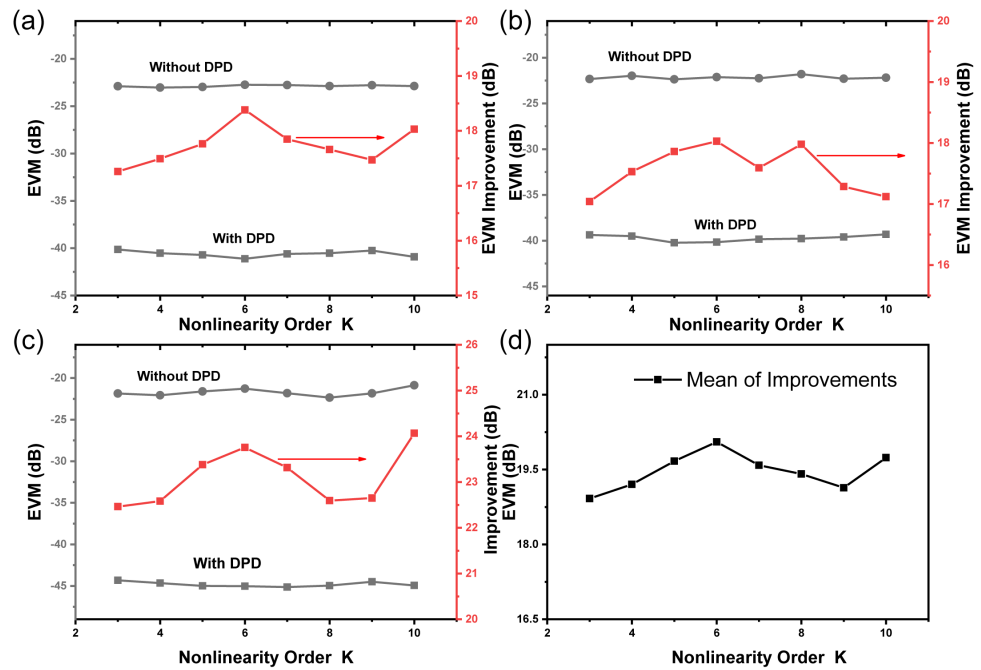 (a)
20
-20
Without DPD
19
-25
18
-30
EVM (dB)
EVM Improvement (dB)
17
-35
With DPD
16
-40
-45
15
2
4
6
8
10
Nonlinearity Order K
(b)
20
-20
Without DPD
19
-25
18
-30
EVM (dB)
EVM Improvement (dB)
17
-35
With DPD
-40
16
-45
2
4
6
8
10
Nonlinearity Order K
(c)
26
-20
Without DPD
25
-25
24
-30
EVM (dB)
Improvement (dB)
23
-35
22
-40
With DPD
21
-45
20
2
4
6
8
10
Nonlinearity Order K
(d)
21.0
Mean of Improvements
EVM (dB)
19.5
18.0
16.5
2
4
6
8
10
Nonlinearity Order K